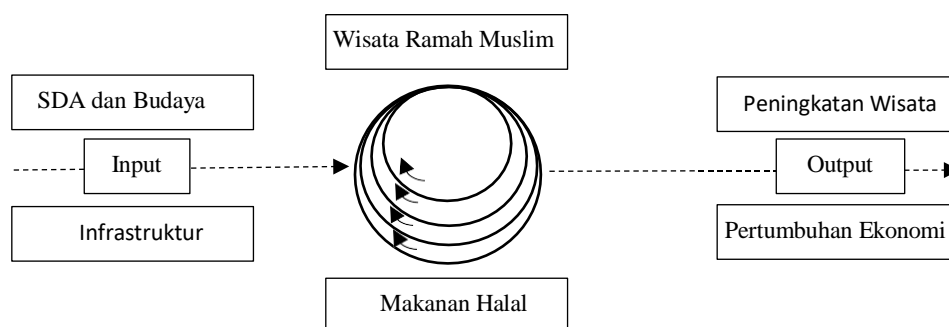 Wisata Ramah Muslim
SDA dan Budaya
Peningkatan Wisata
Input
Output
Infrastruktur
Pertumbuhan Ekonomi
Makanan Halal